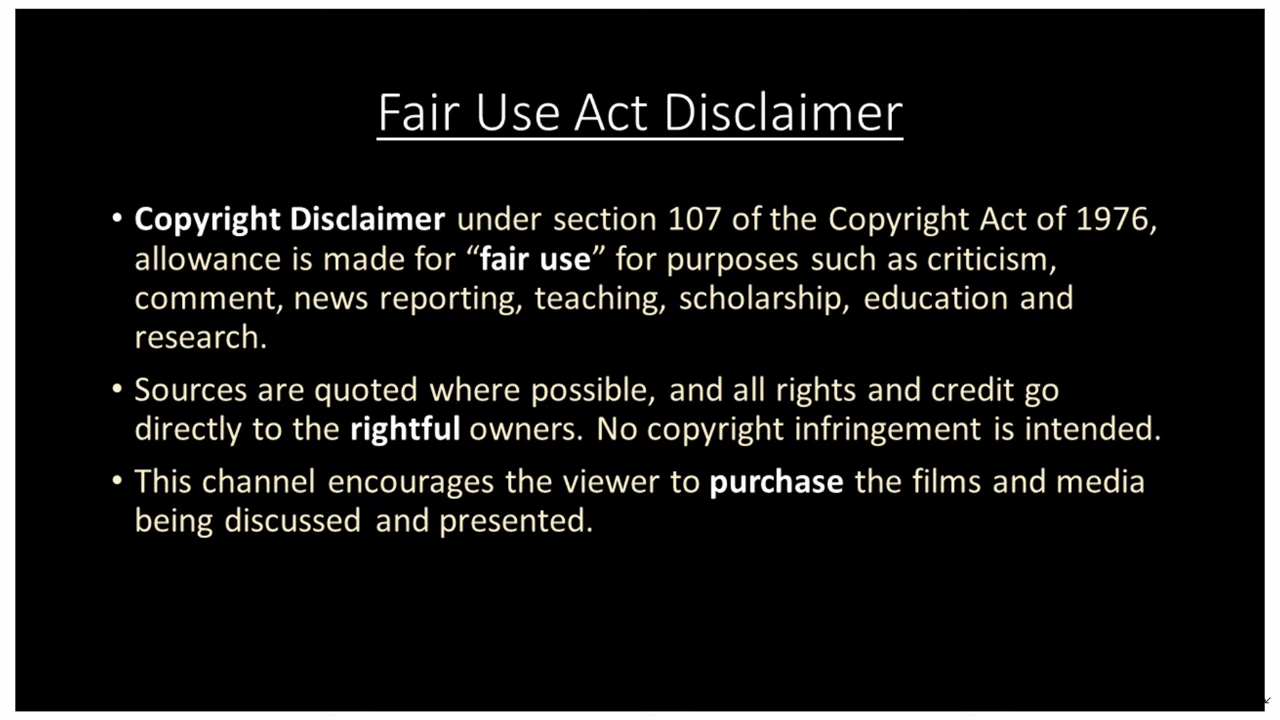 Fair Use Act Disclaimer
• Copyright Disclaimer under section 107 of the Copyright Act of 1976,
allowance is made for “fair use” for purposes such as criticism,
comment, news reporting, teaching, scholarship, education and
research.
• Sources are quoted where possible, and all rights and credit go
directly to the rightful owners. No copyright infringement is intended.
• This channel encourages the viewer to purchase the films and media
being discussed and presented.